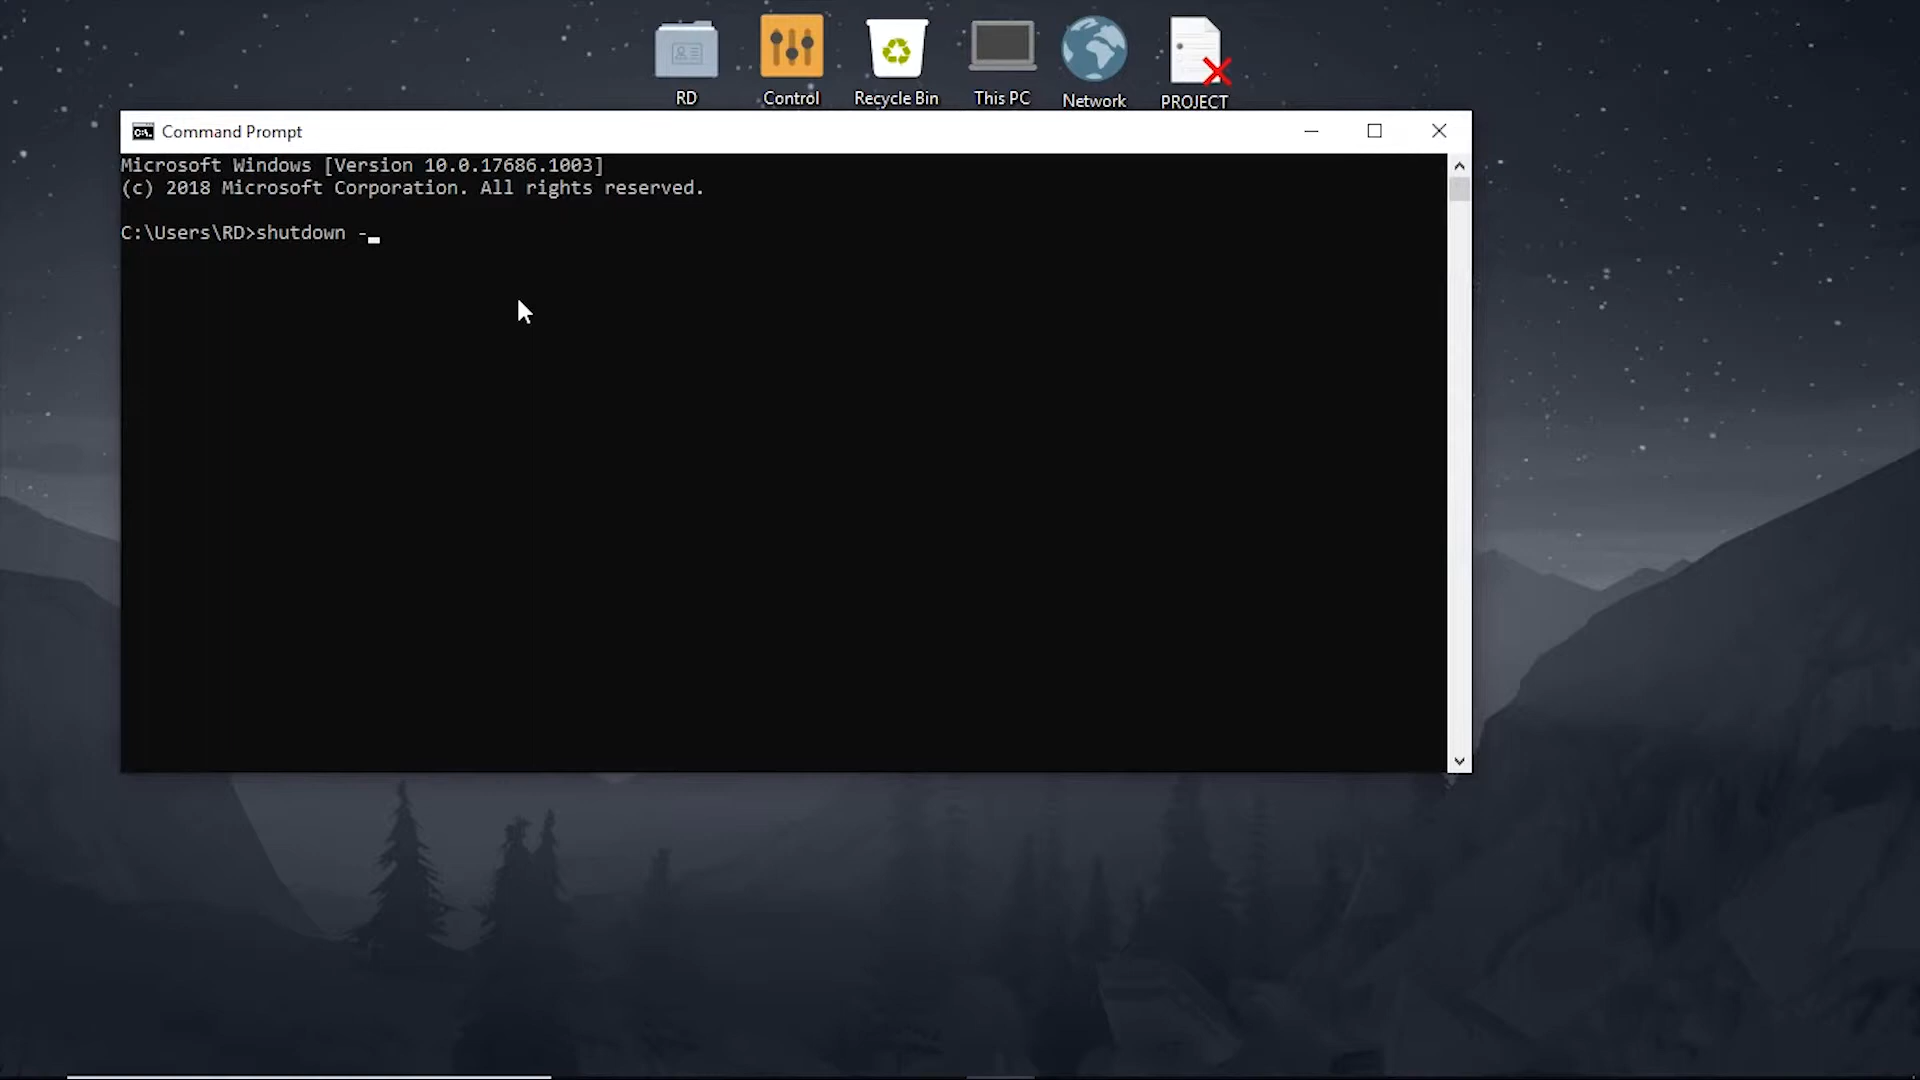 RD
Control
Recycle Bin
This PC
Network
PROJECT
Command Prompt
Microsoft Windows [Version 10.0.17686.1003]
(c) 2018 Microsoft Corporation. All rights reserved.
C:\Users\RD>shutdown -